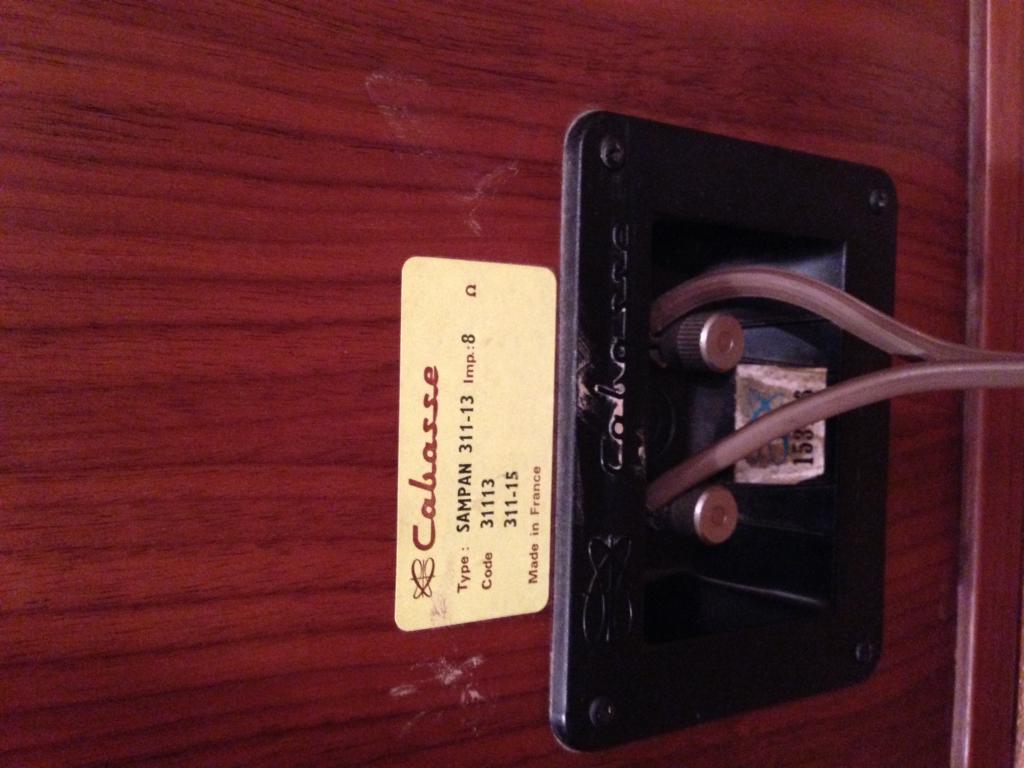 Cabasse
Type : SAMPAN 311-13 Imp.:8 Ω
Code 31113
311-15
Made in France
Cabasse